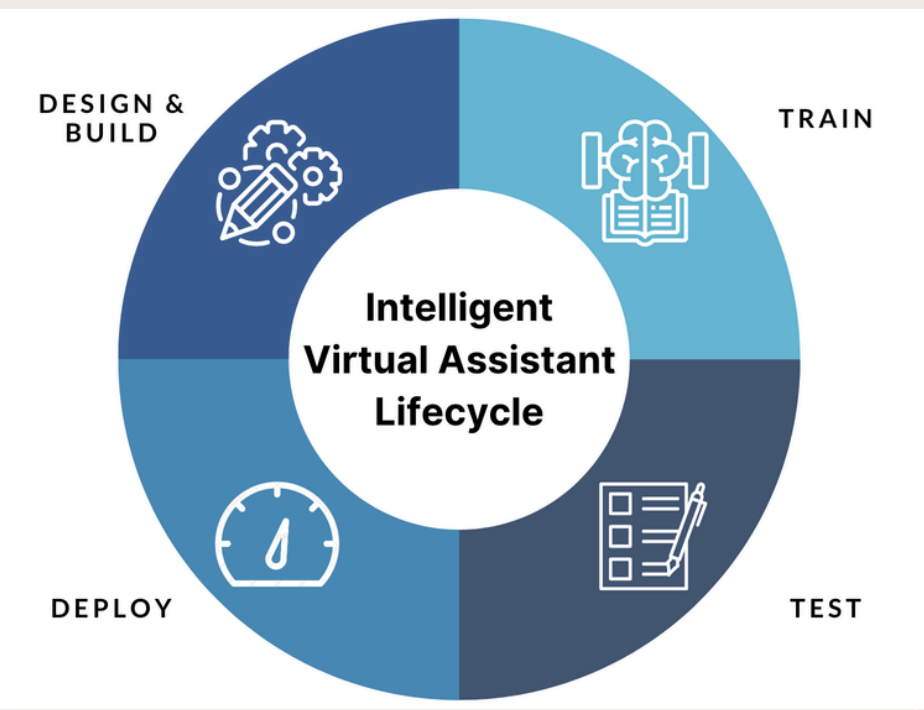 DESIGN &
BUILD
TRAIN
Intelligent
Virtual Assistant
Lifecycle
DEPLOY
TEST